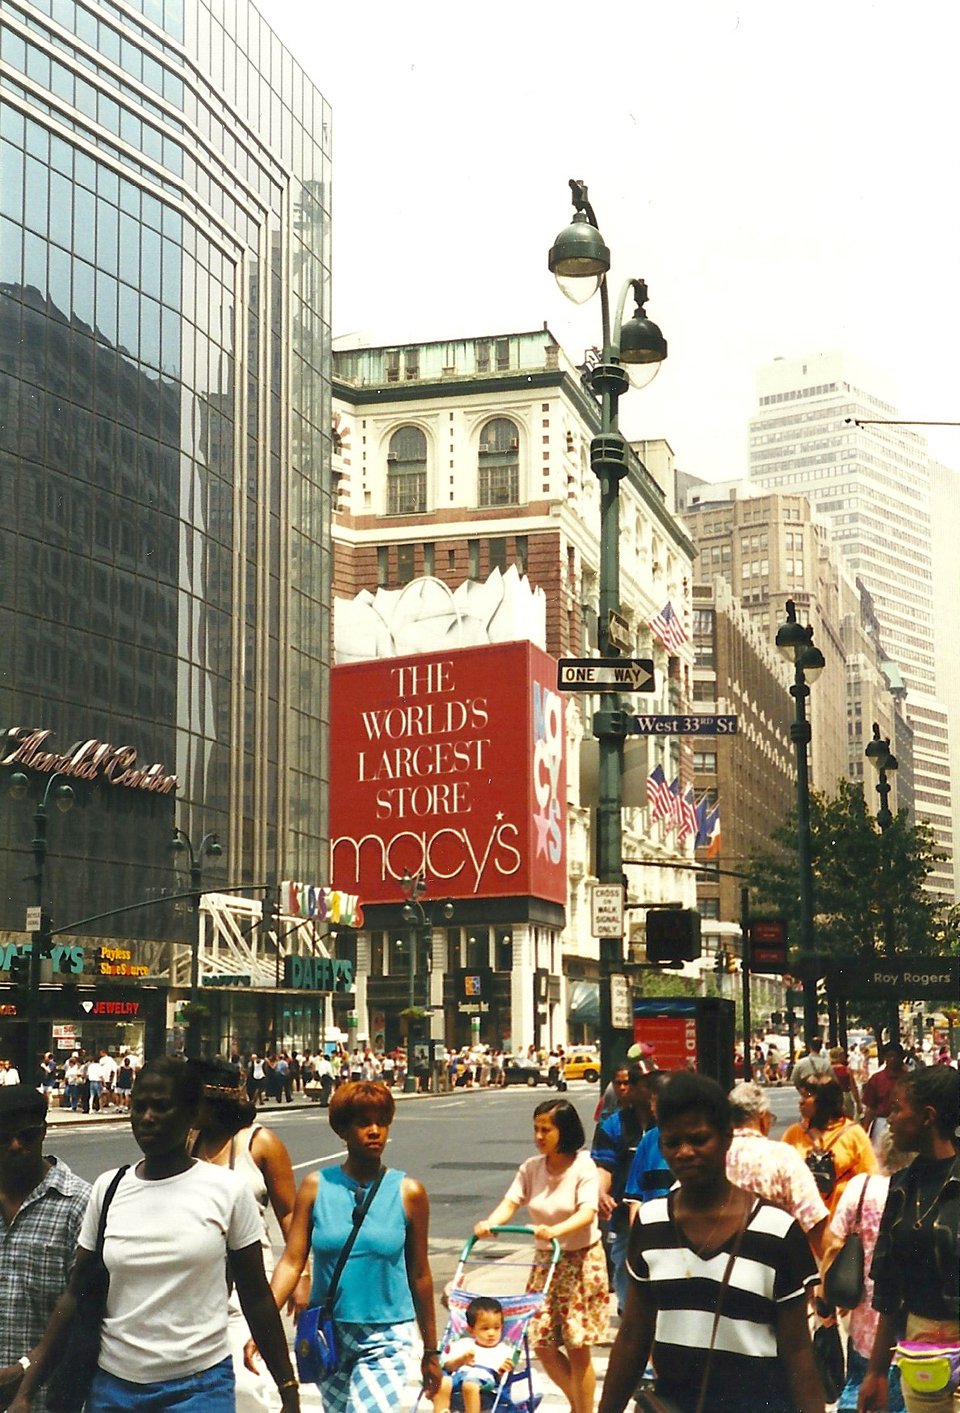 THE
WORLD'S
LARGEST
STORE
macy's
macy's
ONE WAY
West 33RD St
Herald Center
CROSS
ON
WALK
SIGNAL
ONLY
KIDS R US
DAFFY'S
DAFFY'S
Payless
ShoeSource
JEWELRY
Roy Rogers